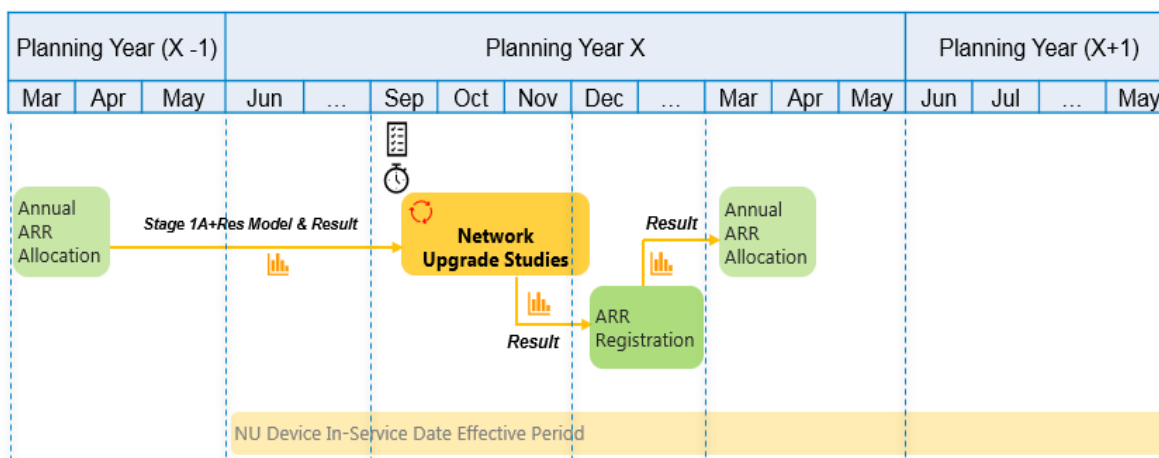 Planning Year (X -1) Planning Year X Planning Year (X+1)
Mar Apr May Jun ... Sep Oct Nov Dec ... Mar Apr May Jun Jul ... May
Annual
ARR
Allocation
Stage 1A+Res Model & Result
Network
Upgrade Studies
Result
ARR
Registration
Result
Annual
ARR
Allocation
NU Device In-Service Date Effective Period